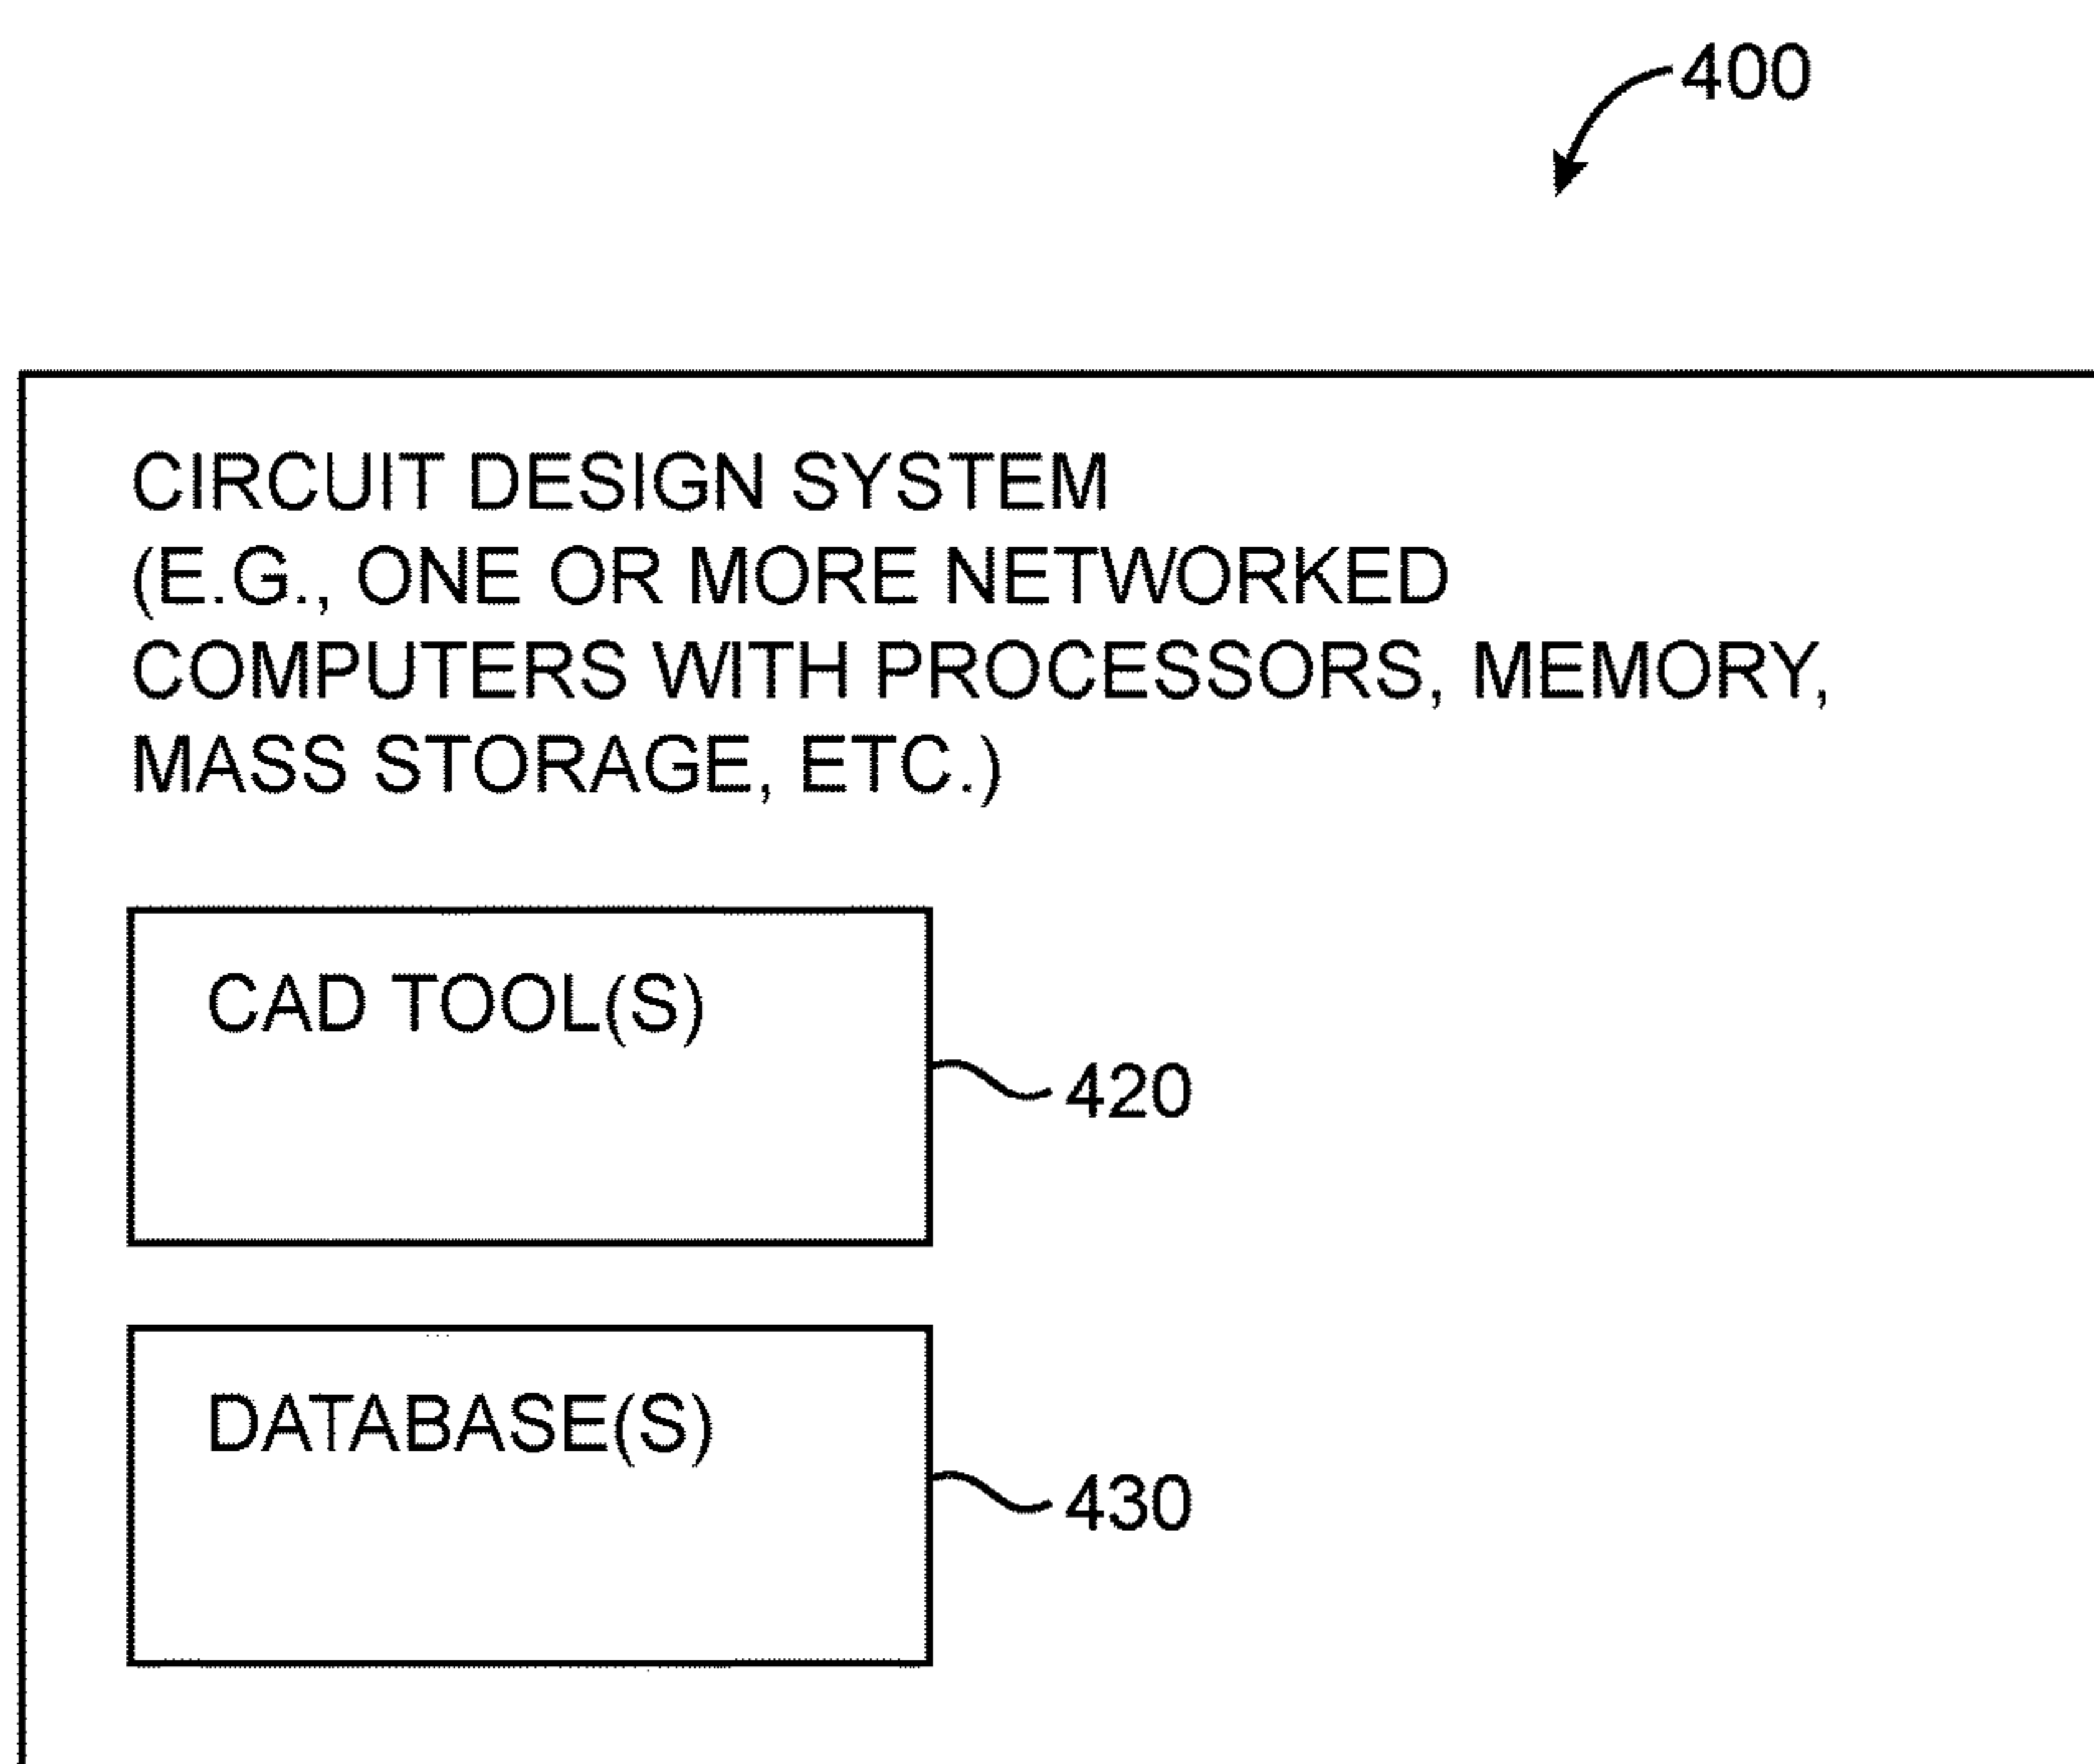 400
CIRCUIT DESIGN SYSTEM
(E.G., ONE OR MORE NETWORKED
COMPUTERS WITH PROCESSORS, MEMORY,
MASS STORAGE, ETC.)
CAD TOOL(S)
420
DATABASE(S)
430